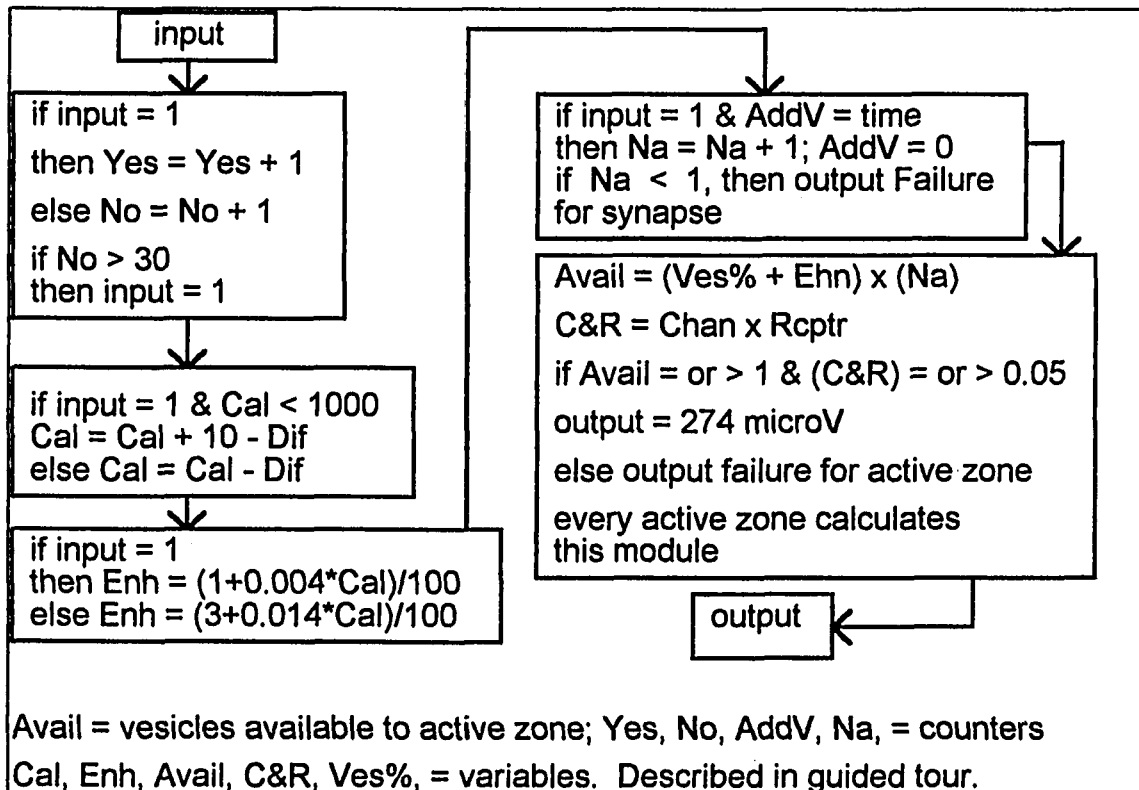 input
if input = 1
then Yes = Yes + 1
else No = No + 1
if No > 30
then input = 1
if input = 1 & Cal < 1000
Cal = Cal + 10 - Dif
else Cal = Cal - Dif
if input = 1
then Enh = (1+0.004*Cal)/100
else Enh = (3+0.014*Cal)/100
if input = 1 & AddV = time
then Na = Na + 1; AddV = 0
if Na < 1, then output Failure
for synapse
Avail = (Ves% + Ehn) x (Na)
C&R = Chan x Rcptr
if Avail = or > 1 & (C&R) = or > 0.05
output = 274 microV
else output failure for active zone
every active zone calculates
this module
output
Avail = vesicles available to active zone; Yes, No, AddV, Na, = counters
Cal, Enh, Avail, C&R, Ves%, = variables. Described in guided tour.